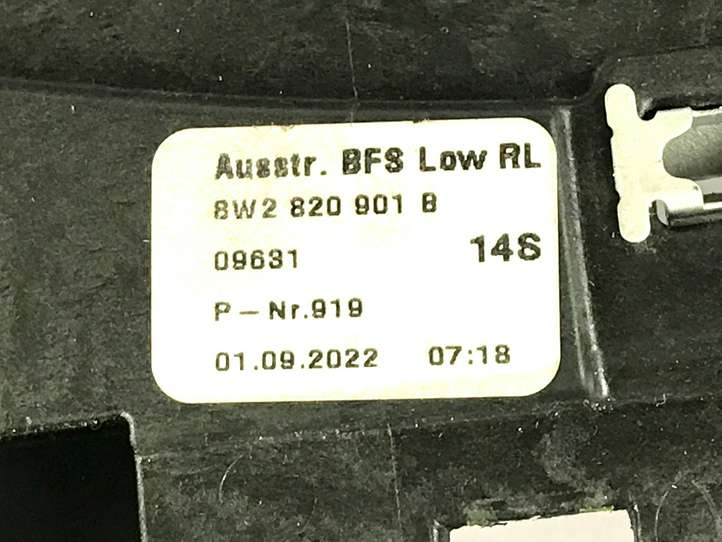 Ausstr. BFS Low RL
8W2 820 901 B
09631 14S
P - Nr.919
01.09.2022 07:18